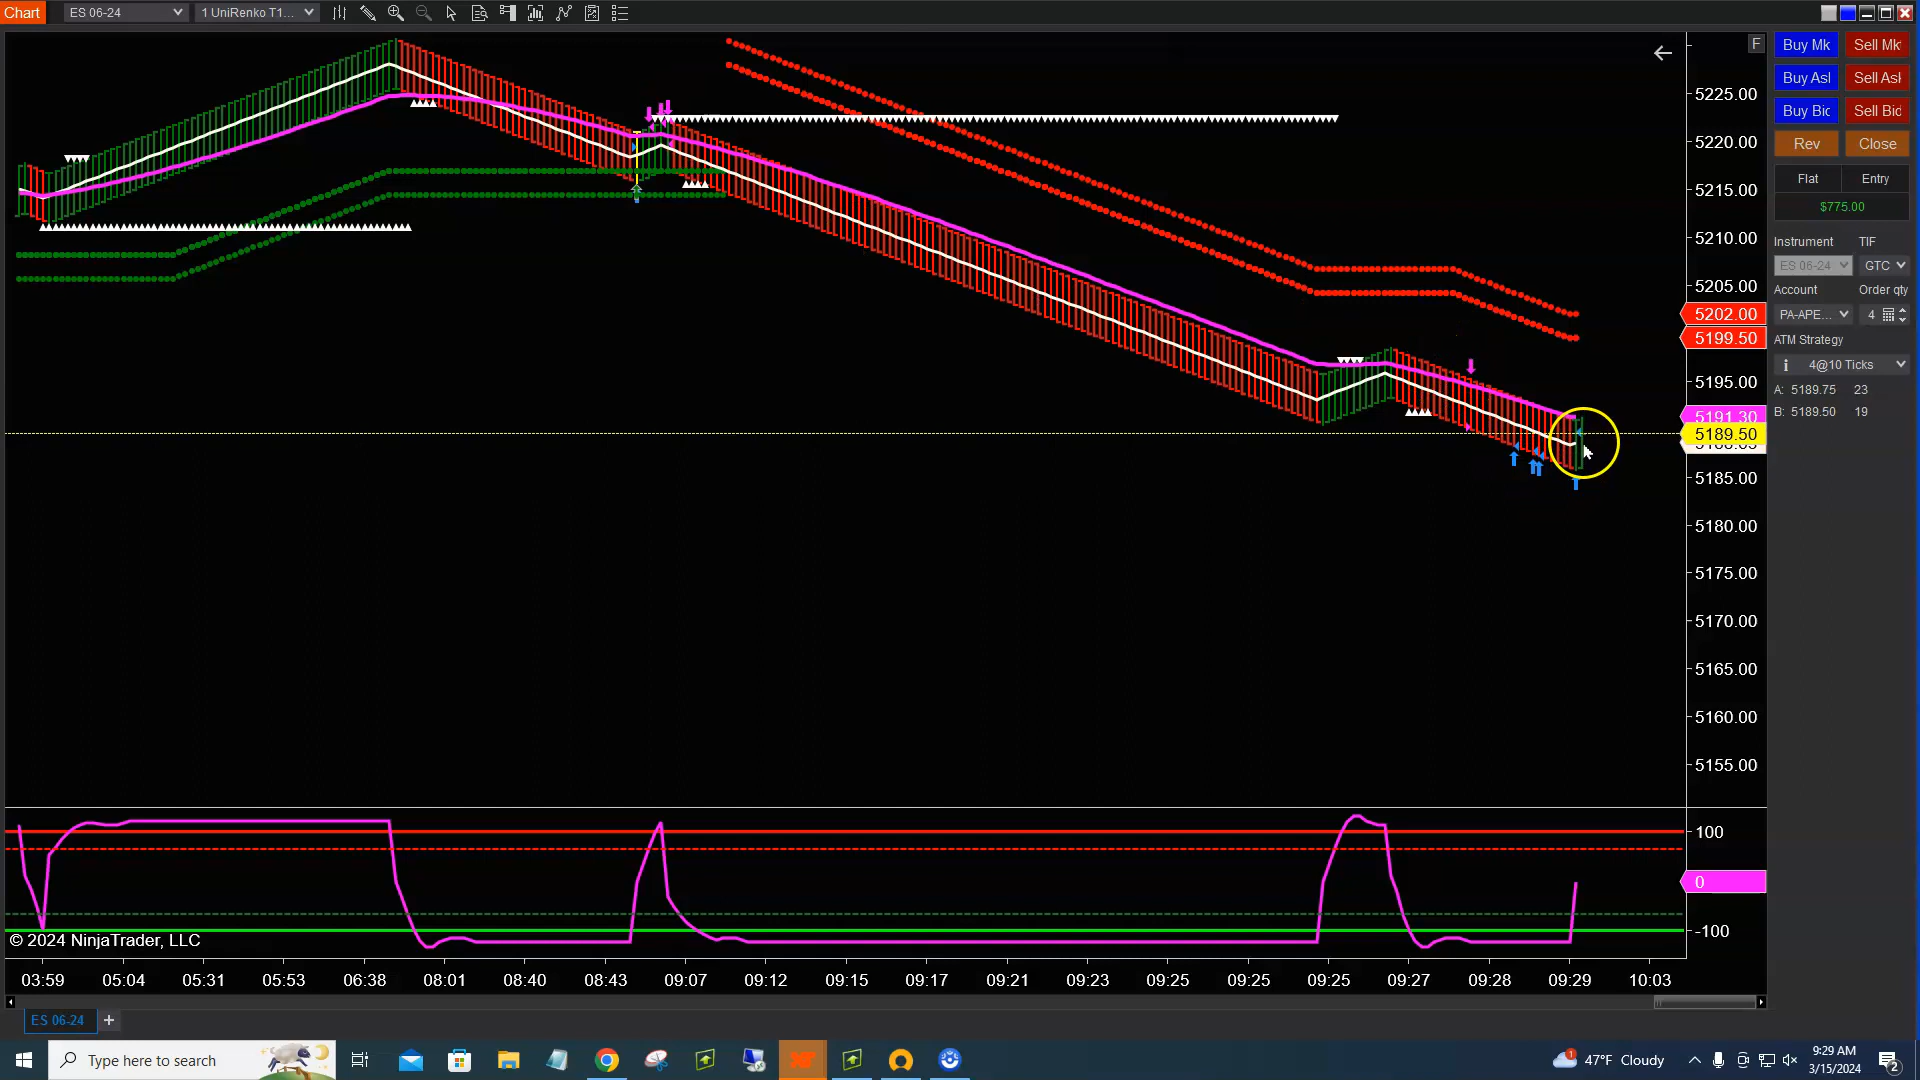 Chart ES 06-24 1 UniRenko T1...
F
Buy Mk Sell Mk
Buy Asl Sell Asl
Buy Bic Sell Bic
Rev Close
Flat Entry
$775.00
Instrument TIF
ES 06-24 GTC
Account Order qty
PA-APE... 4
ATM Strategy
4@10 Ticks
A: 5189.75 23
B: 5189.50 19
5225.00
5220.00
5215.00
5210.00
5205.00
5202.00
5199.50
5195.00
5191.30
5189.50
5185.00
5180.00
5175.00
5170.00
5165.00
5160.00
5155.00
100
0
-100
© 2024 NinjaTrader, LLC
03:59 05:04 05:31 05:53 06:38 08:01 08:40 08:43 09:07 09:12 09:15 09:17 09:21 09:23 09:25 09:25 09:25 09:27 09:28 09:29 10:03
ES 06-24 +
Type here to search
1 47°F Cloudy
9:29 AM
3/15/2024
2